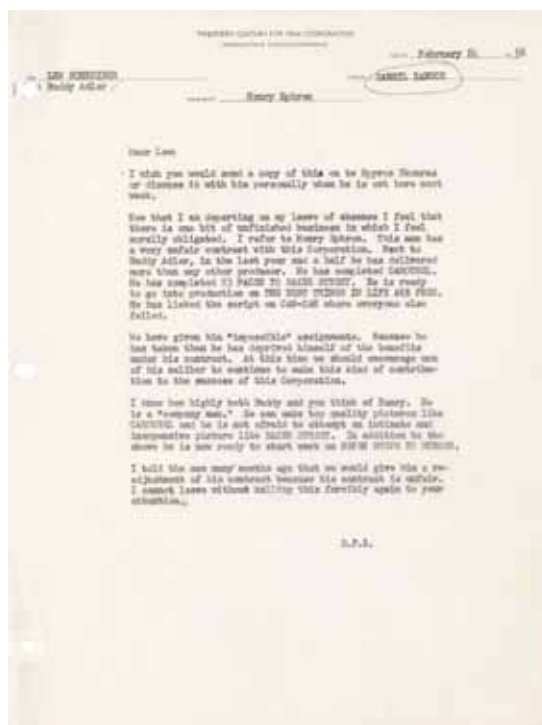 TWENTIETH CENTURY-FOX FILM CORPORATION
February 24 56
LEW SCHREIBER
Buddy Adler
DARRYL ZANUCK
Henry Ephron
Dear Lew:
I wish you would send a copy of this on to Spyros Skouras
or discuss it with him personally when he is out here next
week.
Now that I am departing on my leave of absence I feel that
there is one bit of unfinished business in which I feel
morally obligated. I refer to Henry Ephron. This man has
a very unfair contract with this Corporation. Next to
Buddy Adler, in the last year and a half he has delivered
more than any other producer. He has completed CAROUSEL.
He has completed 23 PACES TO BAKER STREET. He is ready
to go into production on THE BEST THINGS IN LIFE ARE FREE.
He has licked the script on CAN-CAN where everyone else
failed.
We have given him "impossible" assignments. Because he
has taken them he has deprived himself of the benefits
under his contract. At this time we should encourage men
of his caliber to continue to make this kind of contribu-
tion to the success of this Corporation.
I know how highly both Buddy and you think of Henry. He
is a "company man." He can make top quality pictures like
CAROUSEL and he is not afraid to attempt an intimate and
inexpensive picture like BAKER STREET. In addition to the
above he is now ready to start work on
I told the man many months ago that we would give him a re-
adjustment of his contract because his contract is unfair.
I cannot leave without calling this forcibly again to your
attention.
D.F.Z.